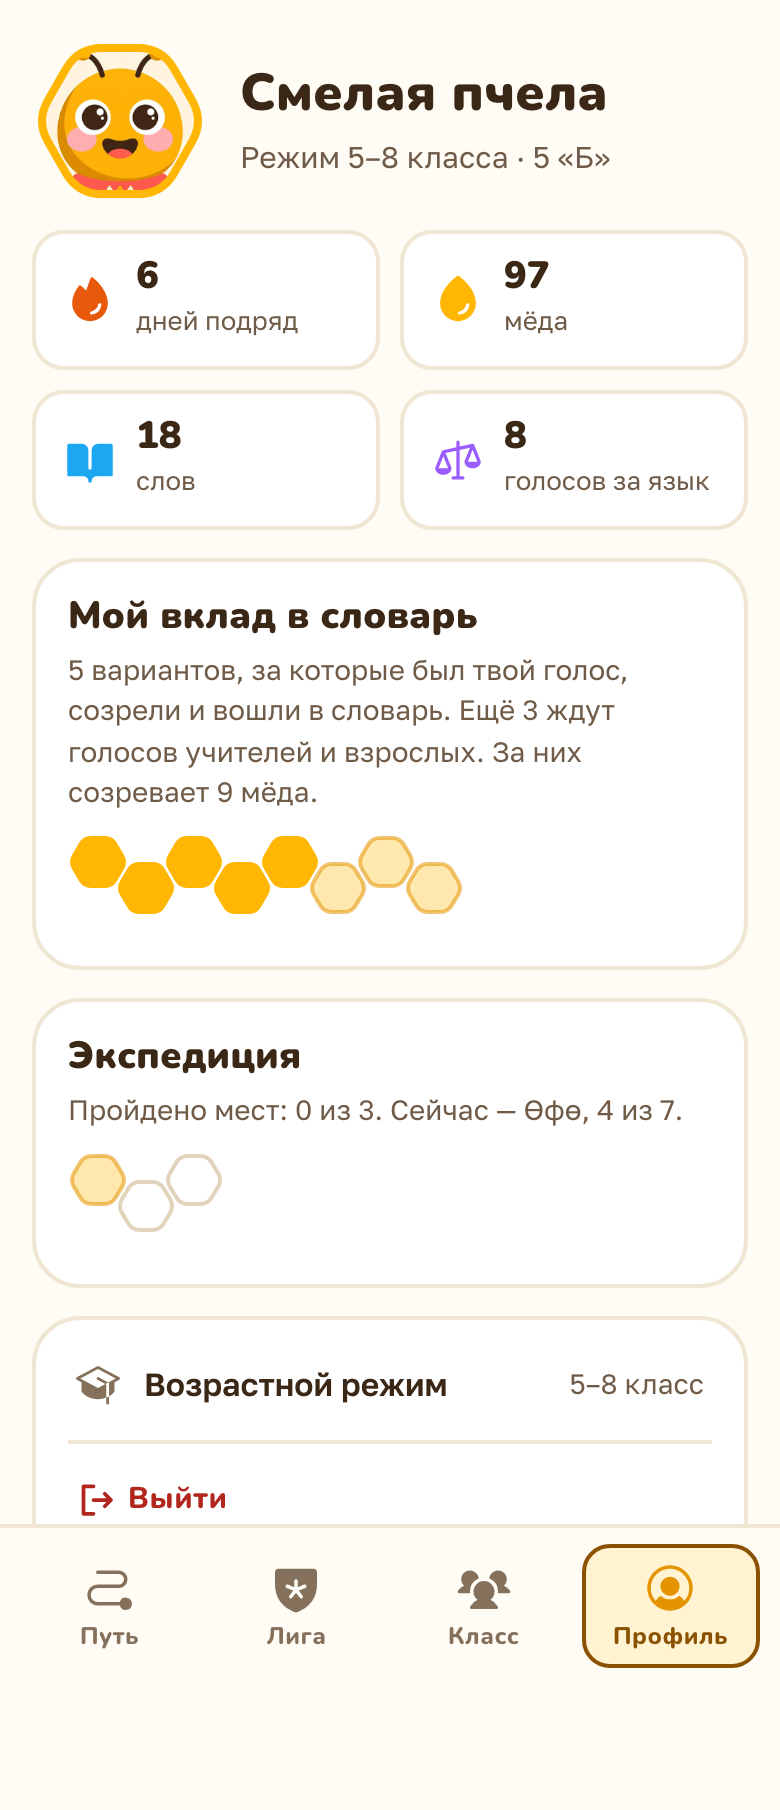 Смелая пчела
Режим 5–8 класса · 5 «Б»
6
дней подряд
97
мёда
18
слов
8
голосов за язык
Мой вклад в словарь
5 вариантов, за которые был твой голос,
созрели и вошли в словарь. Ещё 3 ждут
голосов учителей и взрослых. За них
созревает 9 мёда.
Экспедиция
Пройдено мест: 0 из 3. Сейчас — Өфө, 4 из 7.
Возрастной режим
5–8 класс
Выйти
Путь
Лига
Класс
Профиль